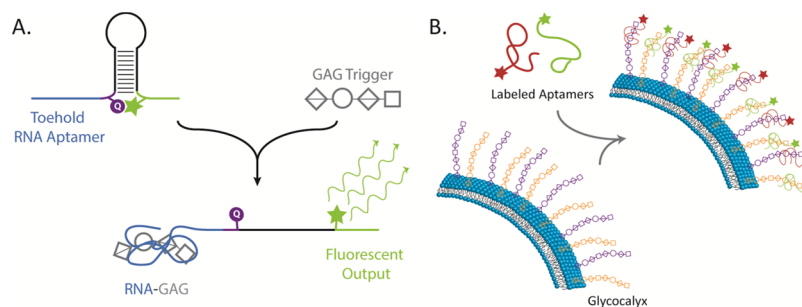 A.
Q
Toehold
RNA Aptamer
GAG Trigger
Q
Fluorescent
Output
RNA-GAG
B.
Labeled Aptamers
Glycocalyx